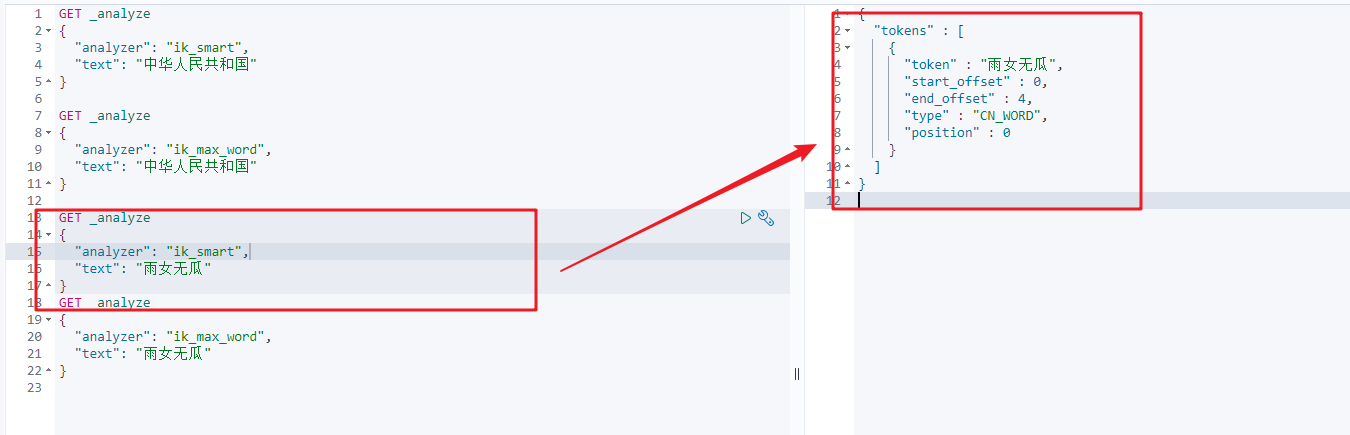 1 GET _analyze
2 {
3 "analyzer": "ik_smart",
4 "text": "中华人民共和国"
5 }
6
7 GET _analyze
8 {
9 "analyzer": "ik_max_word",
10 "text": "中华人民共和国"
11 }
12
13 GET _analyze
14 {
15 "analyzer": "ik_smart",
16 "text": "雨女无瓜"
17 }
18 GET _analyze
19 {
20 "analyzer": "ik_max_word",
21 "text": "雨女无瓜"
22 }
23
1 {
2 "tokens" : [
3 {
4 "token" : "雨女无瓜",
5 "start_offset" : 0,
6 "end_offset" : 4,
7 "type" : "CN_WORD",
8 "position" : 0
9 }
10 ]
11 }
12